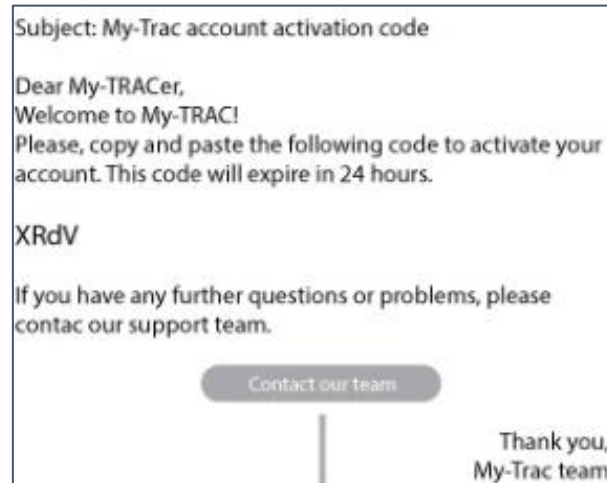 Subject: My-Trac account activation code
Dear My-TRACer,
Welcome to My-TRAC!
Please, copy and paste the following code to activate your
account. This code will expire in 24 hours.
XRdV
If you have any further questions or problems, please
contac our support team.
Contact our team
Thank you,
My-Trac team